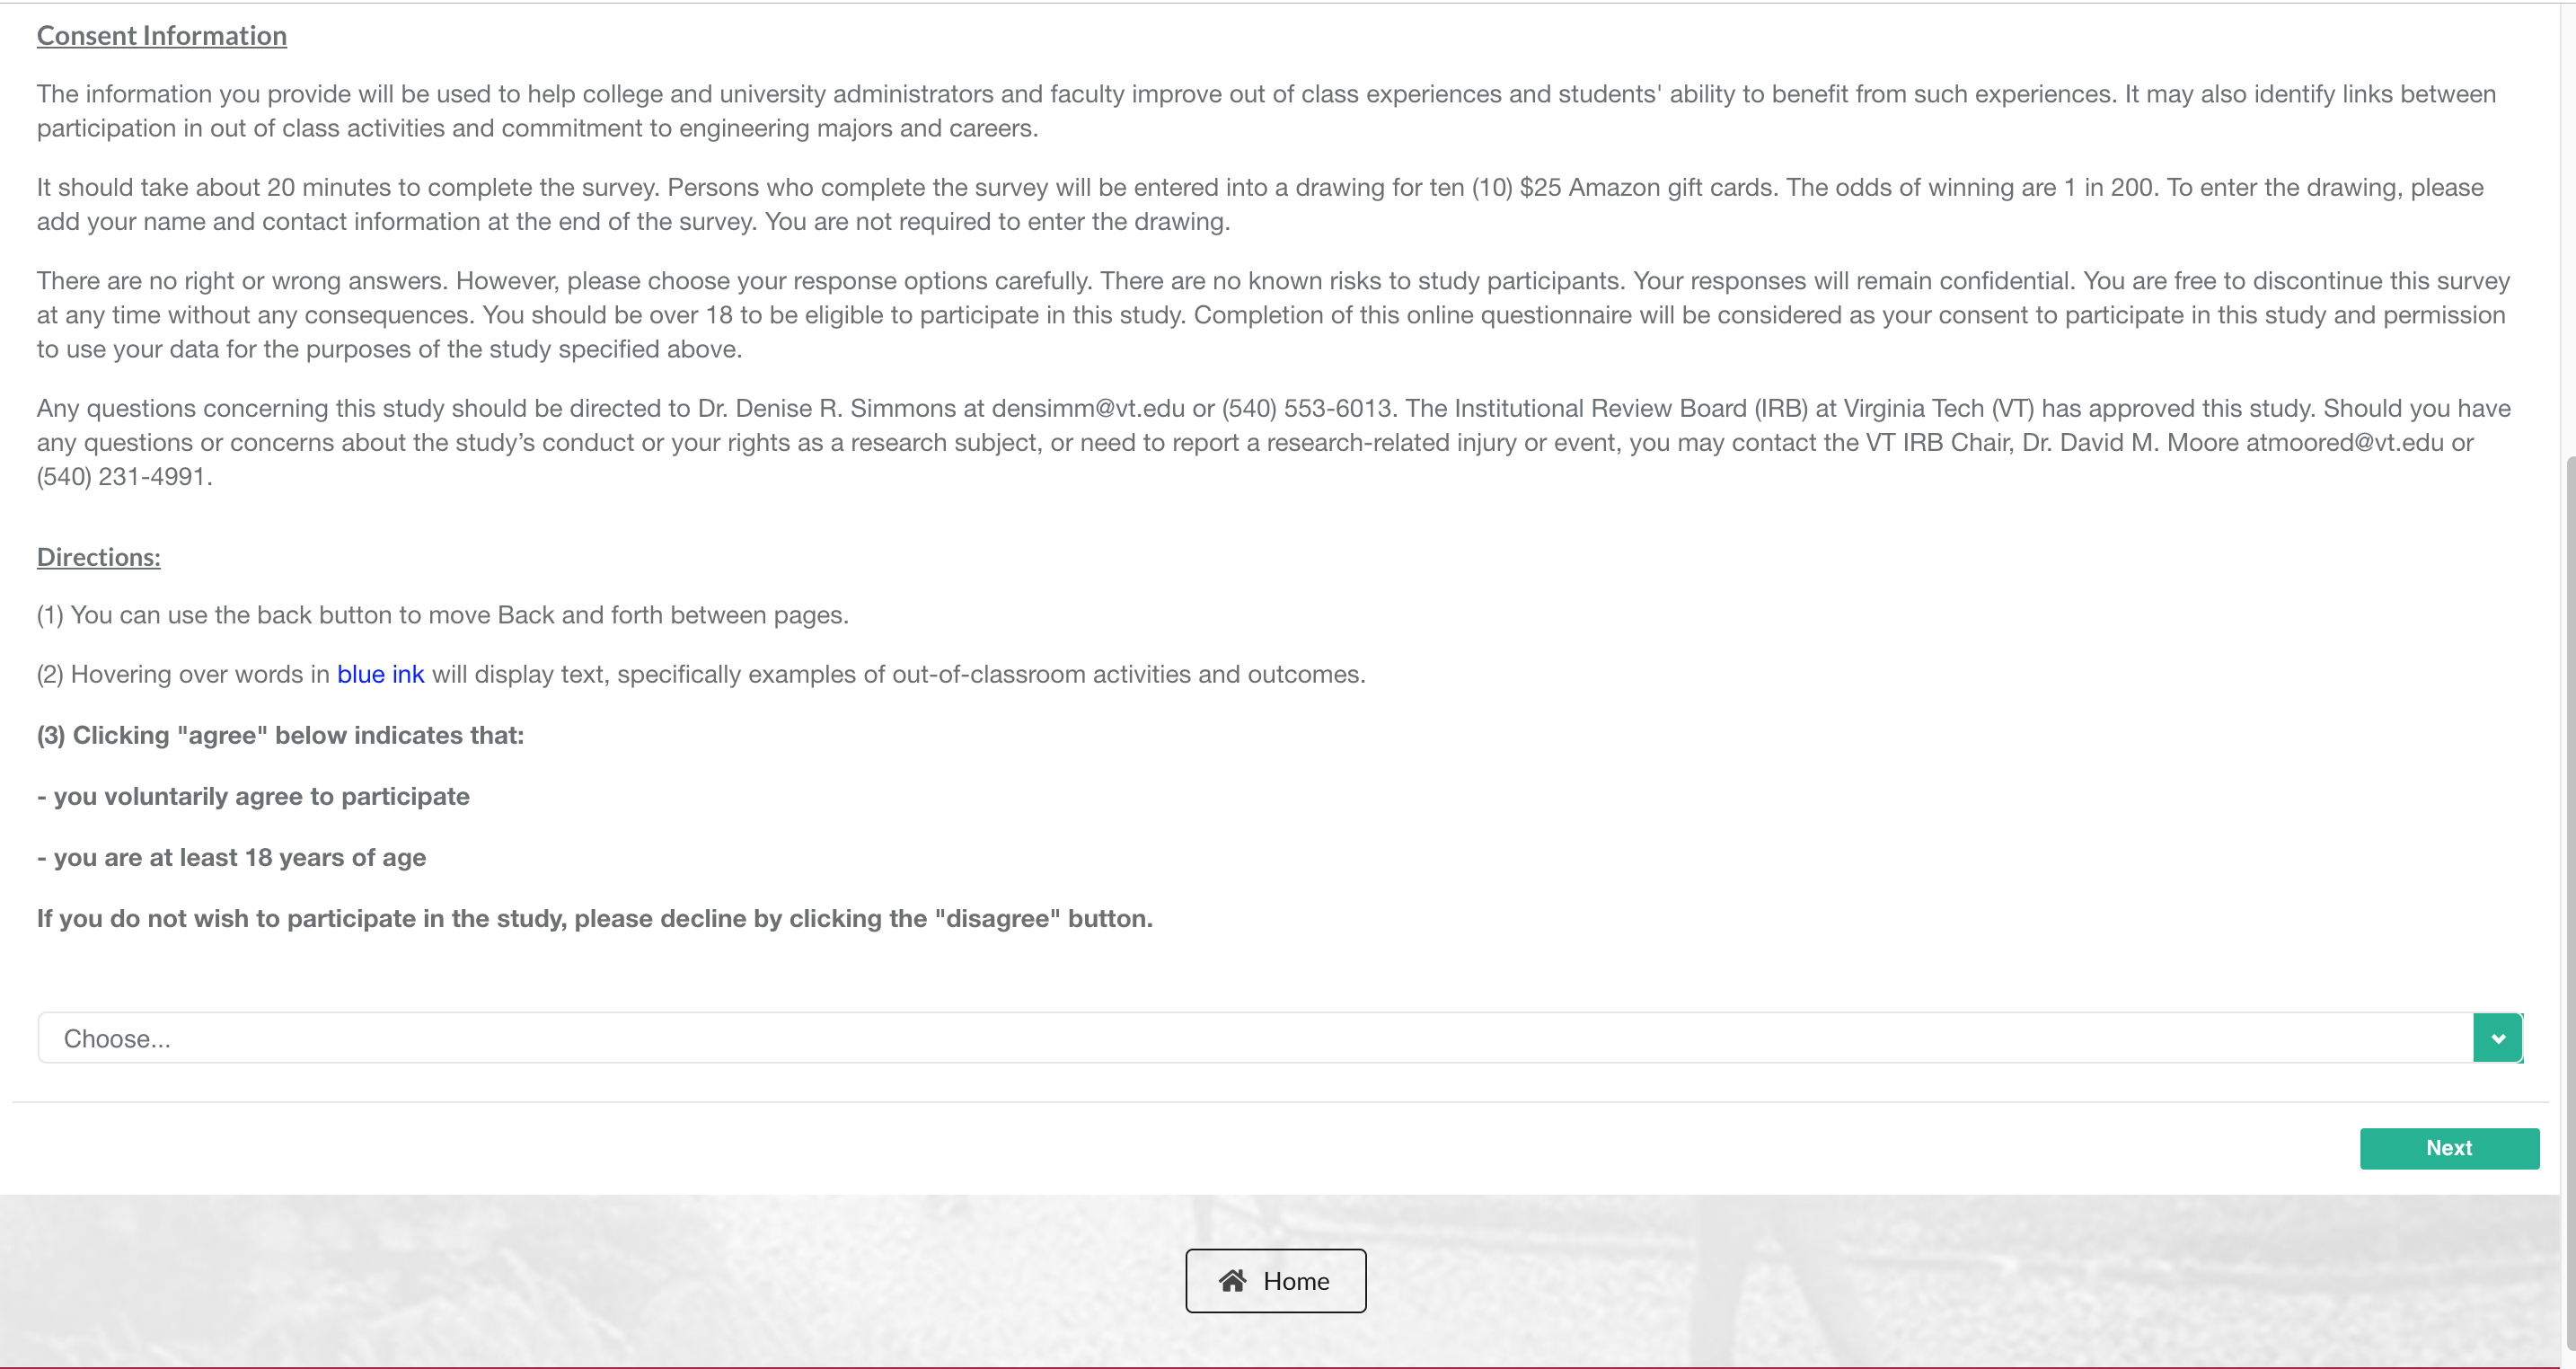 Consent Information
The information you provide will be used to help college and university administrators and faculty improve out of class experiences and students' ability to benefit from such experiences. It may also identify links between
participation in out of class activities and commitment to engineering majors and careers.
It should take about 20 minutes to complete the survey. Persons who complete the survey will be entered into a drawing for ten (10) $25 Amazon gift cards. The odds of winning are 1 in 200. To enter the drawing, please
add your name and contact information at the end of the survey. You are not required to enter the drawing.
There are no right or wrong answers. However, please choose your response options carefully. There are no known risks to study participants. Your responses will remain confidential. You are free to discontinue this survey
at any time without any consequences. You should be over 18 to be eligible to participate in this study. Completion of this online questionnaire will be considered as your consent to participate in this study and permission
to use your data for the purposes of the study specified above.
Any questions concerning this study should be directed to Dr. Denise R. Simmons at densimm@vt.edu or (540) 553-6013. The Institutional Review Board (IRB) at Virginia Tech (VT) has approved this study. Should you have
any questions or concerns about the study’s conduct or your rights as a research subject, or need to report a research-related injury or event, you may contact the VT IRB Chair, Dr. David M. Moore atmoored@vt.edu or
(540) 231-4991.
Directions:
(1) You can use the back button to move Back and forth between pages.
(2) Hovering over words in blue ink will display text, specifically examples of out-of-classroom activities and outcomes.
(3) Clicking "agree" below indicates that:
- you voluntarily agree to participate
- you are at least 18 years of age
If you do not wish to participate in the study, please decline by clicking the "disagree" button.
Choose...
Next
Home